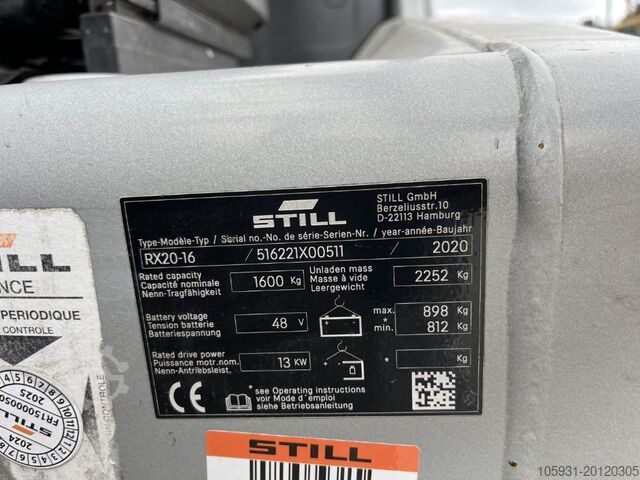 STILL
STILL GmbH
Berzeliusstr.10
D-22113 Hamburg
Type-Modèle-Typ / Serial no.-No. de série-Serien-Nr. / year-année-Baujahr
RX20-16 / 516221X00511 / 2020
Rated capacity
Capacité nominale
Nenn-Tragfähigkeit
1600 Kg
Unladen mass
Masse à vide
Leergewicht
2252 Kg
Battery voltage
Tension batterie
Batteriespannung
48 V
max. 898 Kg
*
min. 812 Kg
Rated drive power
Puissance motr.nom.
Nenn-Antriebsleist.
13 KW
* Kg
CE
* see Operating instructions
voir Mode d'emploi
siehe Betriebsanleitung
STILL
NCE
PERIODIQUE
CONTROLE
STILL
2024
2025
STILL
105931-20120305